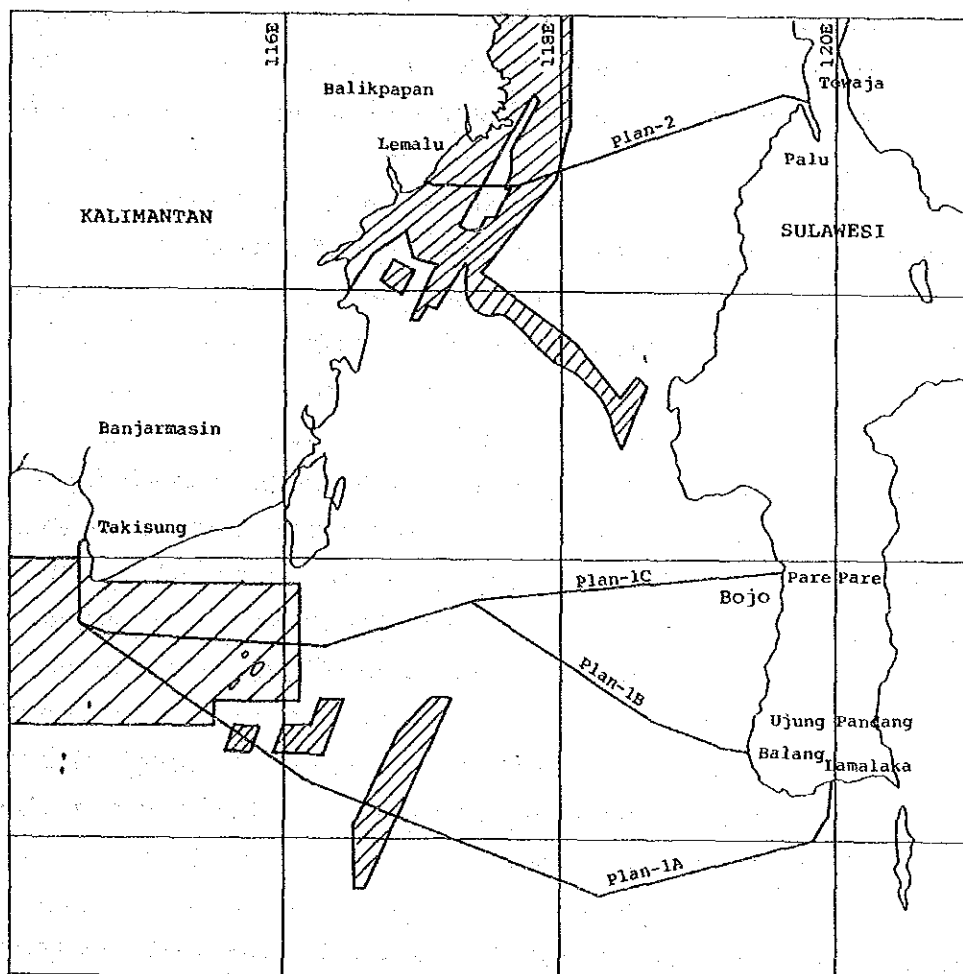 116E
118E
120E
Balikpapan
Towaja
Plan-2
Lemalu
Palu
KALIMANTAN
SULAWESI
Banjarmasin
Takisung
Plan-1C
Pare Pare
Bojo
Plan-1B
Ujung Pandang
Balang
Lamalaka
Plan-1A